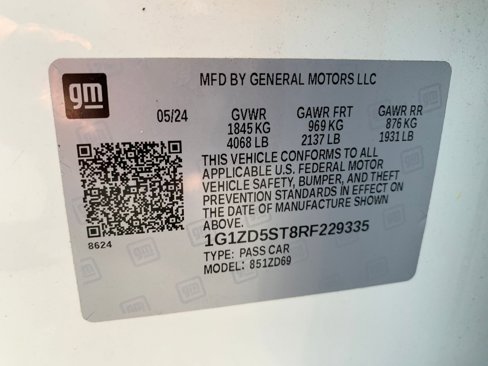 gm
MFD BY GENERAL MOTORS LLC
05/24 GVWR GAWR FRT GAWR RR
1845 KG 969 KG 876 KG
4068 LB 2137 LB 1931 LB
THIS VEHICLE CONFORMS TO ALL
APPLICABLE U.S. FEDERAL MOTOR
VEHICLE SAFETY, BUMPER, AND THEFT
PREVENTION STANDARDS IN EFFECT ON
THE DATE OF MANUFACTURE SHOWN
ABOVE.
8624
1G1ZD5ST8RF229335
TYPE: PASS CAR
MODEL: 851ZD69